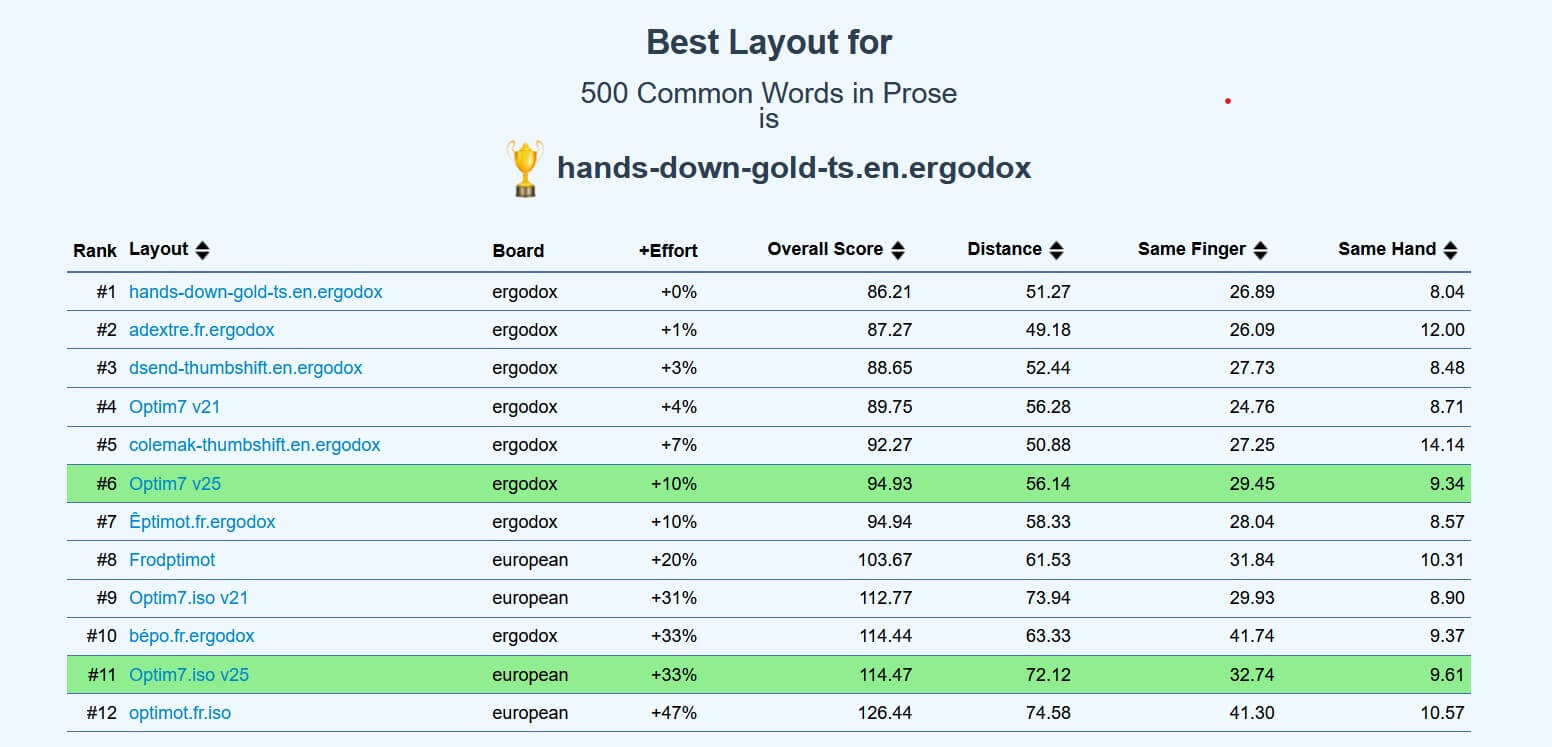 Best Layout for
500 Common Words in Prose
is
hands-down-gold-ts.en.ergodox
Rank Layout Board +Effort Overall Score Distance Same Finger Same Hand
#1 hands-down-gold-ts.en.ergodox ergodox +0% 86.21 51.27 26.89 8.04
#2 adextre.fr.ergodox ergodox +1% 87.27 49.18 26.09 12.00
#3 dsend-thumbshift.en.ergodox ergodox +3% 88.65 52.44 27.73 8.48
#4 Optim7 v21 ergodox +4% 89.75 56.28 24.76 8.71
#5 colemak-thumbshift.en.ergodox ergodox +7% 92.27 50.88 27.25 14.14
#6 Optim7 v25 ergodox +10% 94.93 56.14 29.45 9.34
#7 Êptimot.fr.ergodox ergodox +10% 94.94 58.33 28.04 8.57
#8 Frodptimot european +20% 103.67 61.53 31.84 10.31
#9 Optim7.iso v21 european +31% 112.77 73.94 29.93 8.90
#10 bépo.fr.ergodox ergodox +33% 114.44 63.33 41.74 9.37
#11 Optim7.iso v25 european +33% 114.47 72.12 32.74 9.61
#12 optimot.fr.iso european +47% 126.44 74.58 41.30 10.57